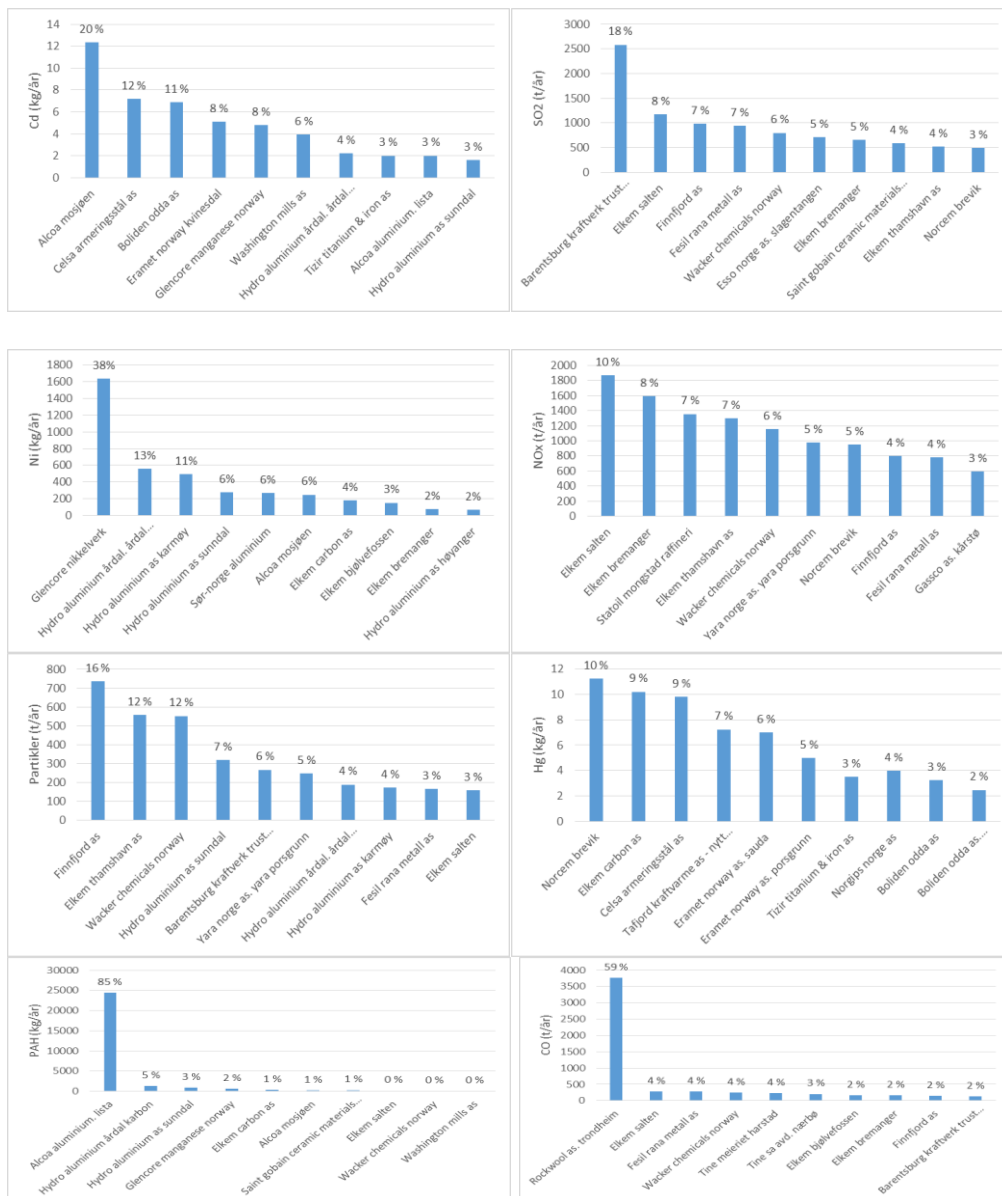 Cd (kg/år)
14
12
10
8
6
4
2
0
20 %
12 %
11 %
8 %
8 %
6 %
4 %
3 %
3 %
3 %
Alcoa mosjøen
Celsa armeringsstål as
Boliden odda as
Eramet norway kvinesdal
Glencore manganese norway
Washington mills as
Hydro aluminium årdal. årdal...
Tizir titanium & iron as
Alcoa aluminium. lista
Hydro aluminium as sunndal
SO2 (t/år)
3000
2500
2000
1500
1000
500
0
18 %
8 %
7 %
7 %
6 %
5 %
5 %
4 %
4 %
3 %
Barentsburg kraftverk trust...
Elkem salten
Finnfjord as
Fesil rana metall as
Wacker chemicals norway
Esso norge as. slagentangen
Elkem bremanger
Saint gobain ceramic materials...
Elkem thamshavn as
Norcem brevik
Ni (kg/år)
1800
1600
1400
1200
1000
800
600
400
200
0
38%
13%
11%
6%
6%
6%
4%
3%
2%
2%
Glencore nikkelverk
Hydro aluminium årdal. årdal...
Hydro aluminium as karmøy
Hydro aluminium as sunndal
Sør-norge aluminium
Alcoa mosjøen
Elkem carbon as
Elkem bjølvefossen
Elkem bremanger
Hydro aluminium as høyanger
NOx (t/år)
2000
1800
1600
1400
1200
1000
800
600
400
200
0
10 %
8 %
7 %
7 %
6 %
5 %
5 %
4 %
4 %
3 %
Elkem salten
Elkem bremanger
Statoil mongstad raffineri
Elkem thamshavn as
Wacker chemicals norway
Yara norge as. yara porsgrunn
Norcem brevik
Finnfjord as
Fesil rana metall as
Gassco as. kårstø
Partikler (t/år)
800
700
600
500
400
300
200
100
0
16 %
12 %
12 %
7 %
6 %
5 %
4 %
4 %
3 %
3 %
Finnfjord as
Elkem thamshavn as
Wacker chemicals norway
Hydro aluminium as sunndal
Barentsburg kraftverk trust...
Yara norge as. yara porsgrunn
Hydro aluminium årdal. årdal...
Hydro aluminium as karmøy
Fesil rana metall as
Elkem salten
Hg (kg/år)
12
10
8
6
4
2
0
10 %
9 %
9 %
7 %
6 %
5 %
3 %
4 %
3 %
2 %
Norcem brevik
Elkem carbon as
Celsa armeringsstål as
Tafjord kraftvarme as - nytt...
Eramet norway as. sauda
Eramet norway as. porsgrunn
Tizir titanium & iron as
Norgips norge as
Boliden odda as
Boliden odda as....
PAH(kg/år)
30000
25000
20000
15000
10000
5000
0
85 %
5 %
3 %
2 %
1 %
1 %
1 %
0 %
0 %
0 %
Alcoa aluminium. lista
Hydro aluminium årdal karbon
Hydro aluminium as sunndal
Glencore manganese norway
Elkem carbon as
Alcoa mosjøen
Saint gobain ceramic materials...
Elkem salten
Wacker chemicals norway
Washington mills as
CO (t/år)
4000
3500
3000
2500
2000
1500
1000
500
0
59 %
4 %
4 %
4 %
4 %
3 %
2 %
2 %
2 %
2 %
Rockwool as. trondheim
Elkem salten
Fesil rana metall as
Wacker chemicals norway
Tine meieriet harstad
Tine sa avd. nærbø
Elkem bjølvefossen
Elkem bremanger
Finnfjord as
Barentsburg kraftverk trust...